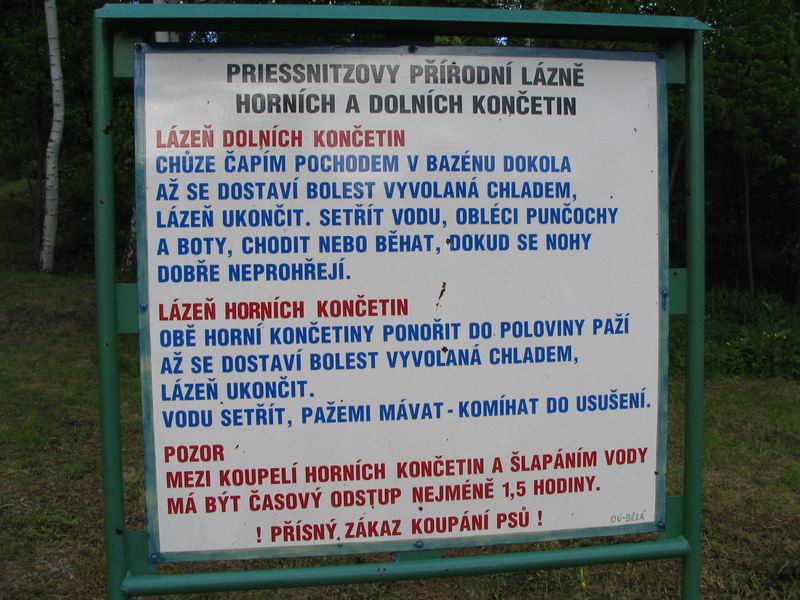 PRIESSNITZOVY PŘÍRODNÍ LÁZNĚ
HORNÍCH A DOLNÍCH KONČETIN
LÁZEŇ DOLNÍCH KONČETIN
CHŮZE ČAPÍM POCHODEM V BAZÉNU DOKOLA
AŽ SE DOSTAVÍ BOLEST VYVOLANÁ CHLADEM,
LÁZEŇ UKONČIT. SETŘÍT VODU, OBLÉCI PUNČOCHY
A BOTY, CHODIT NEBO BĚHAT, DOKUD SE NOHY
DOBŘE NEPROHŘEJÍ.
LÁZEŇ HORNÍCH KONČETIN
OBĚ HORNÍ KONČETINY PONOŘIT DO POLOVINY PAŽÍ
AŽ SE DOSTAVÍ BOLEST VYVOLANÁ CHLADEM,
LÁZEŇ UKONČIT.
VODU SETŘÍT, PAŽEMI MÁVAT - KOMÍHAT DO USUŠENÍ.
POZOR
MEZI KOUPELÍ HORNÍCH KONČETIN A ŠLAPÁNÍM VODY
MÁ BÝT ČASOVÝ ODSTUP NEJMÉNĚ 1,5 HODINY.
! PŘÍSNÝ ZÁKAZ KOUPÁNÍ PSŮ !
OÚ-BĚLÁ